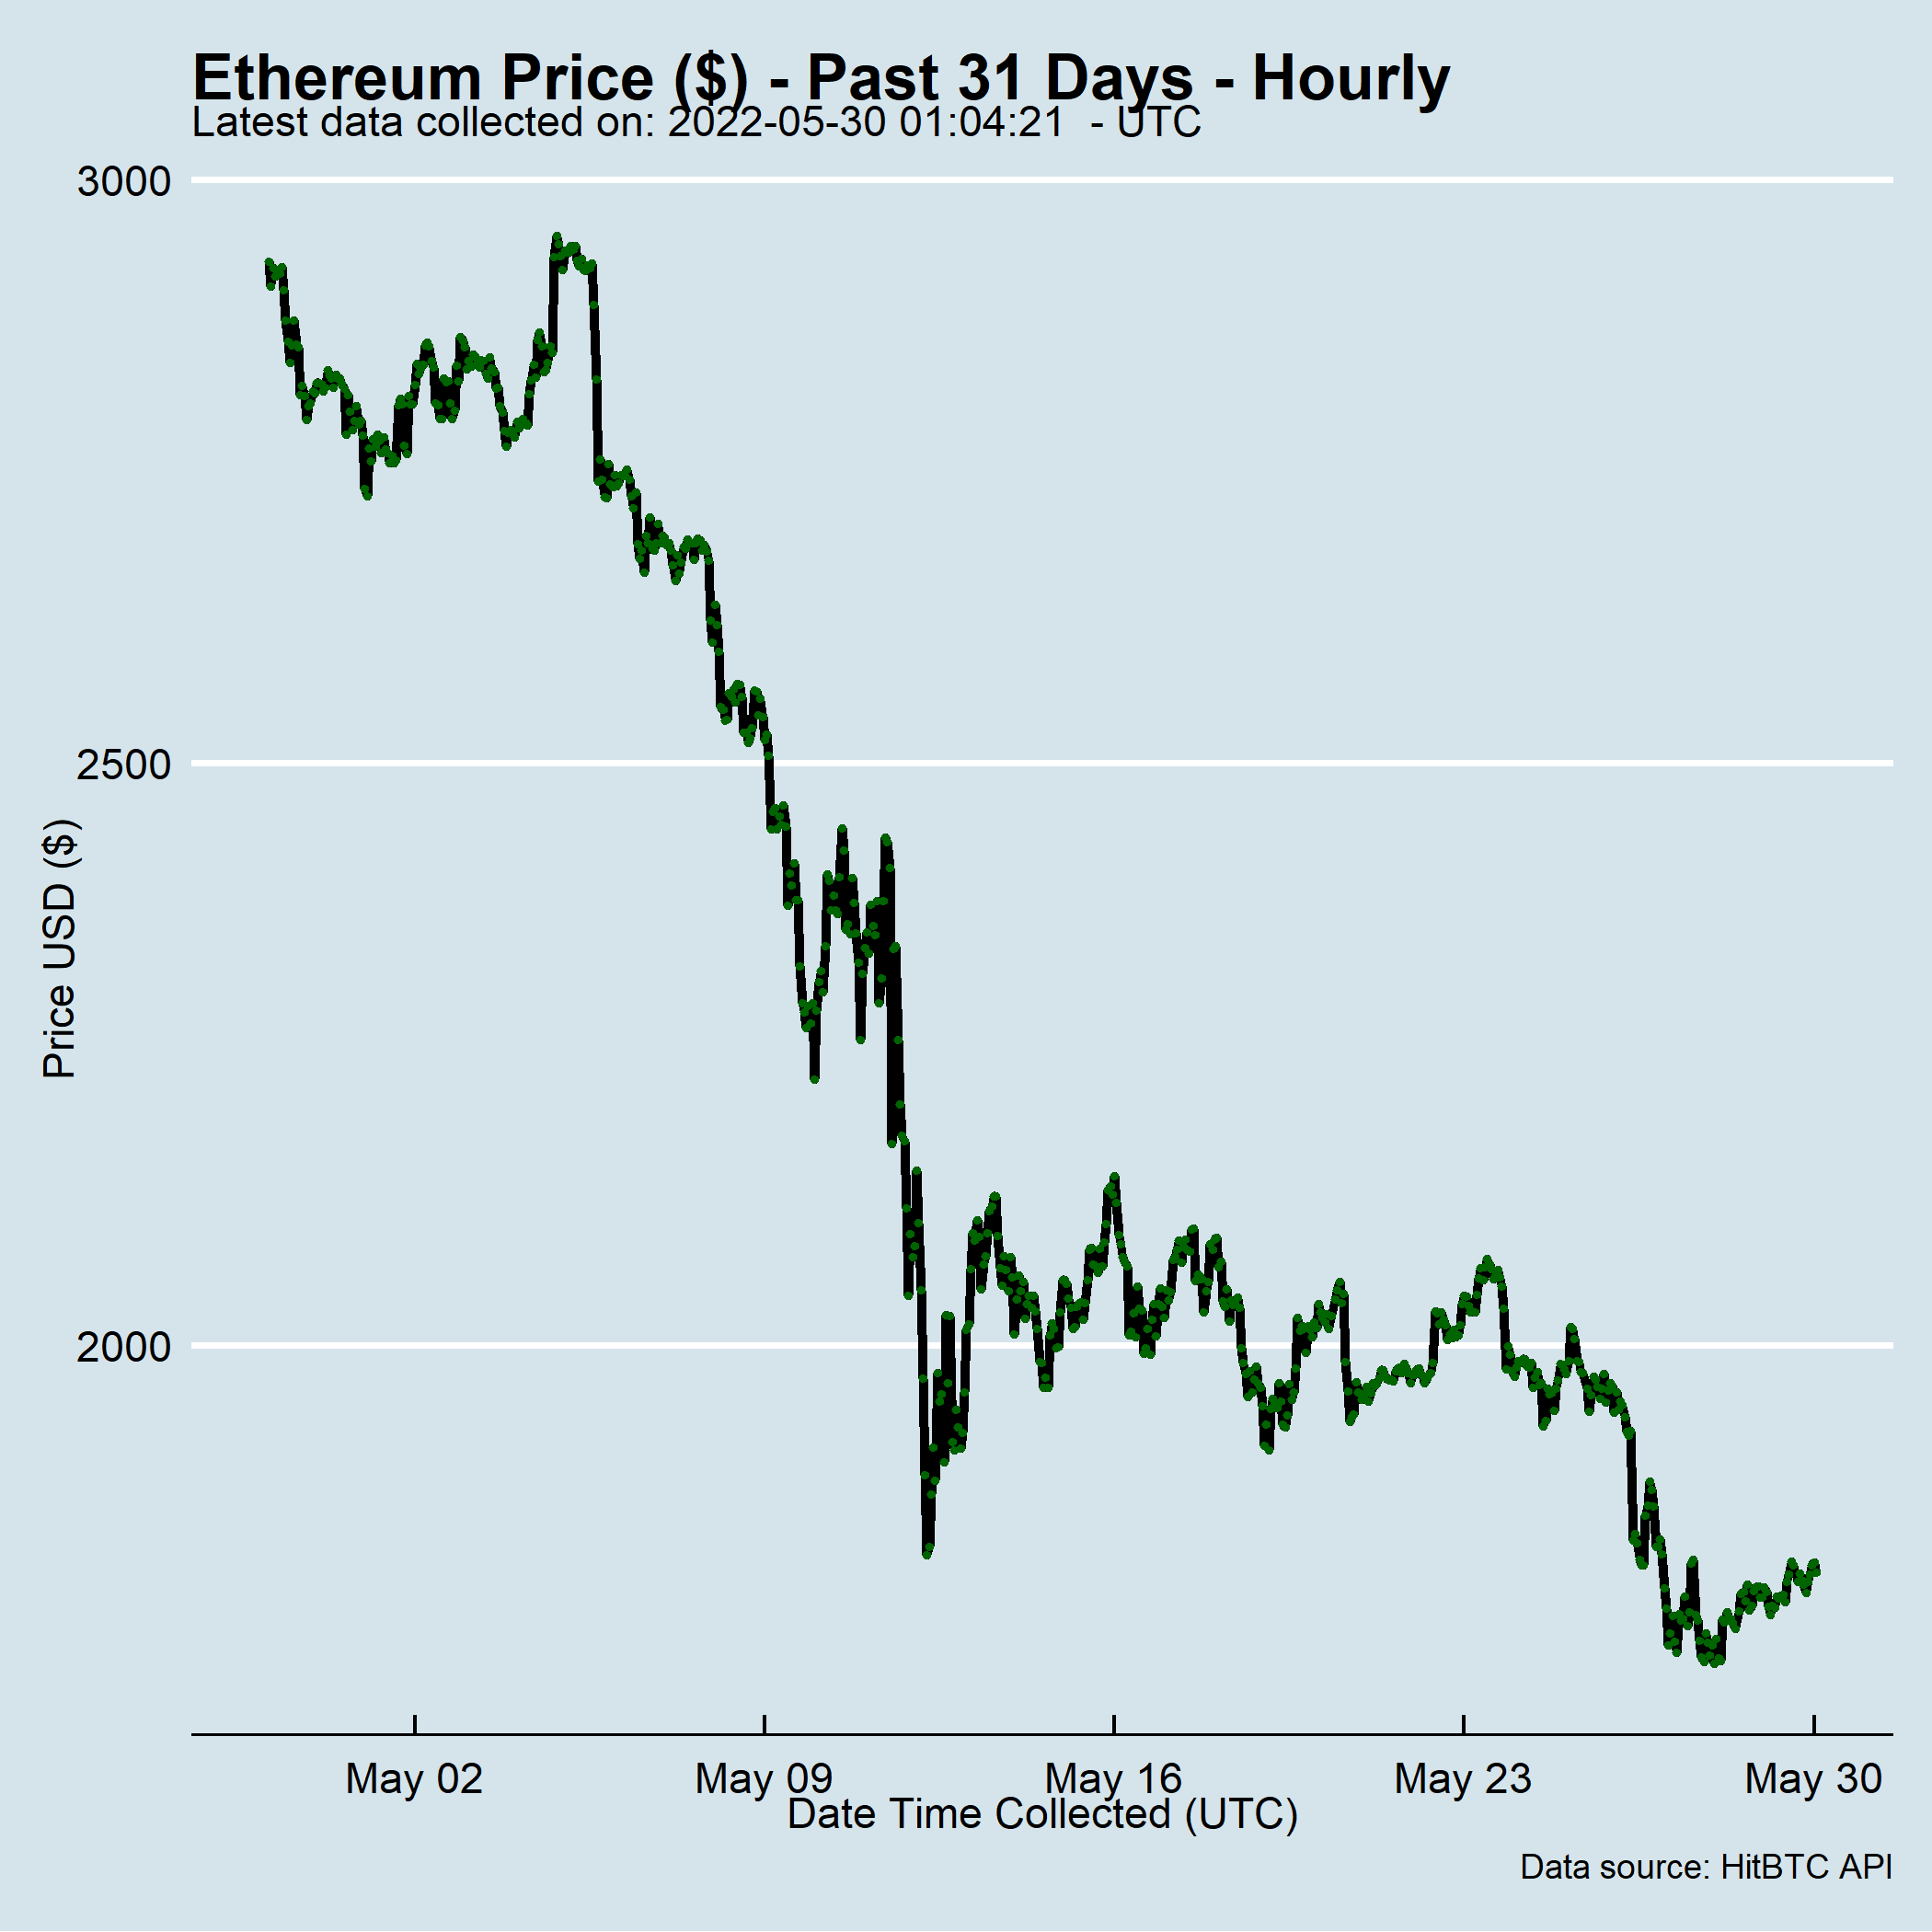 Ethereum Price ($) - Past 31 Days - Hourly
Latest data collected on: 2022-05-30 01:04:21  - UTC
3000
2500
2000
Price USD ($)
May 02
May 09
May 16
May 23
May 30
Date Time Collected (UTC)
Data source: HitBTC API